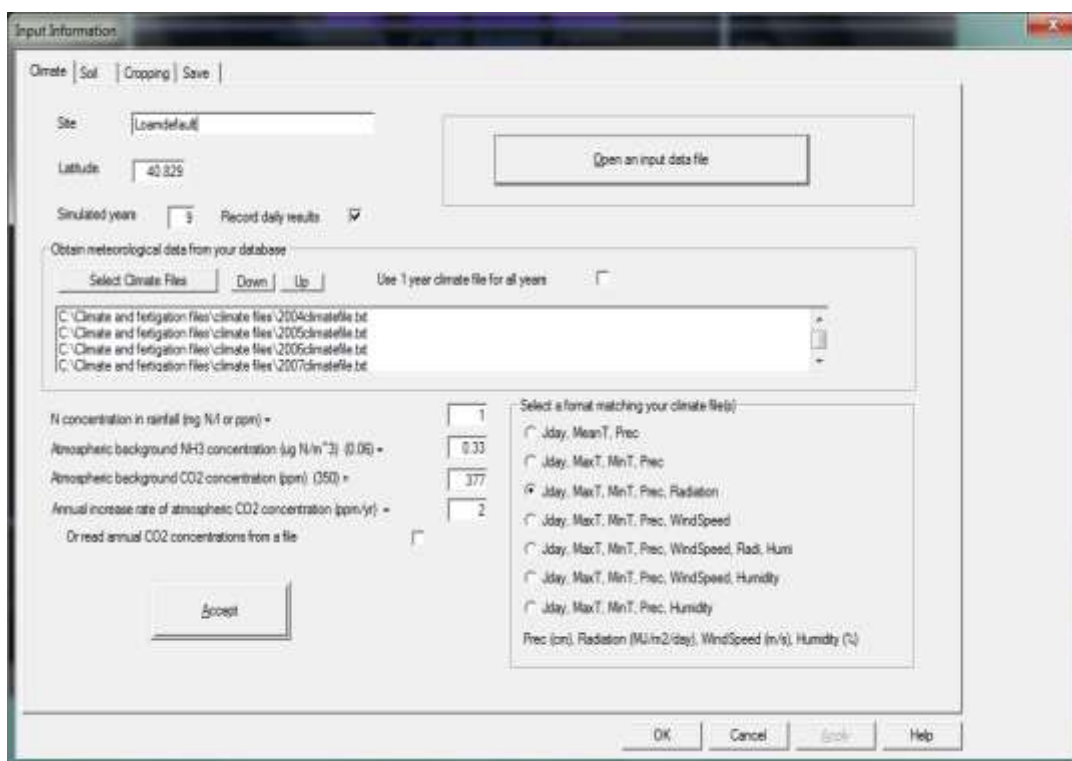 Input Information
Climate Soil Cropping Save
Site Loamdefault
Open an input data file
Latitude 40.829
Simulated years 9 Record daily results
Obtain meteorological data from your database
Select Climate Files Down Up Use 1 year climate file for all years
C:\Climate and fertigation files\climate files\2004climatefile.txt
C:\Climate and fertigation files\climate files\2005climatefile.txt
C:\Climate and fertigation files\climate files\2006climatefile.txt
C:\Climate and fertigation files\climate files\2007climatefile.txt
N concentration in rainfall (mg N/l or ppm) = 1
Atmospheric background NH3 concentration (ug N/m^3) (0.06) = 0.33
Atmospheric background CO2 concentration (ppm) (350) = 377
Annual increase rate of atmospheric CO2 concentration (ppm/yr) = 2
Or read annual CO2 concentrations from a file
Accept
Select a format matching your climate file(s)
Jday, MeanT, Prec
Jday, MaxT, MinT, Prec
Jday, MaxT, MinT, Prec, Radiation
Jday, MaxT, MinT, Prec, WindSpeed
Jday, MaxT, MinT, Prec, WindSpeed, Radi, Humi
Jday, MaxT, MinT, Prec, WindSpeed, Humidity
Jday, MaxT, MinT, Prec, Humidity
Prec (cm), Radiation (MJ/m2/day), WindSpeed (m/s), Humidity (%)
OK Cancel Apply Help